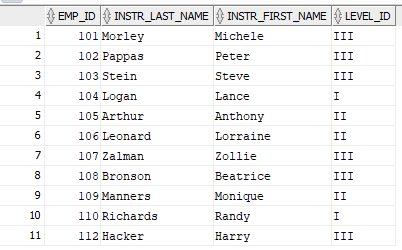 EMP_ID INSTR_LAST_NAME INSTR_FIRST_NAME LEVEL_ID
1 101 Morley Michele III
2 102 Pappas Peter III
3 103 Stein Steve III
4 104 Logan Lance I
5 105 Arthur Anthony II
6 106 Leonard Lorraine II
7 107 Zalman Zollie III
8 108 Bronson Beatrice III
9 109 Manners Monique II
10 110 Richards Randy I
11 112 Hacker Harry III